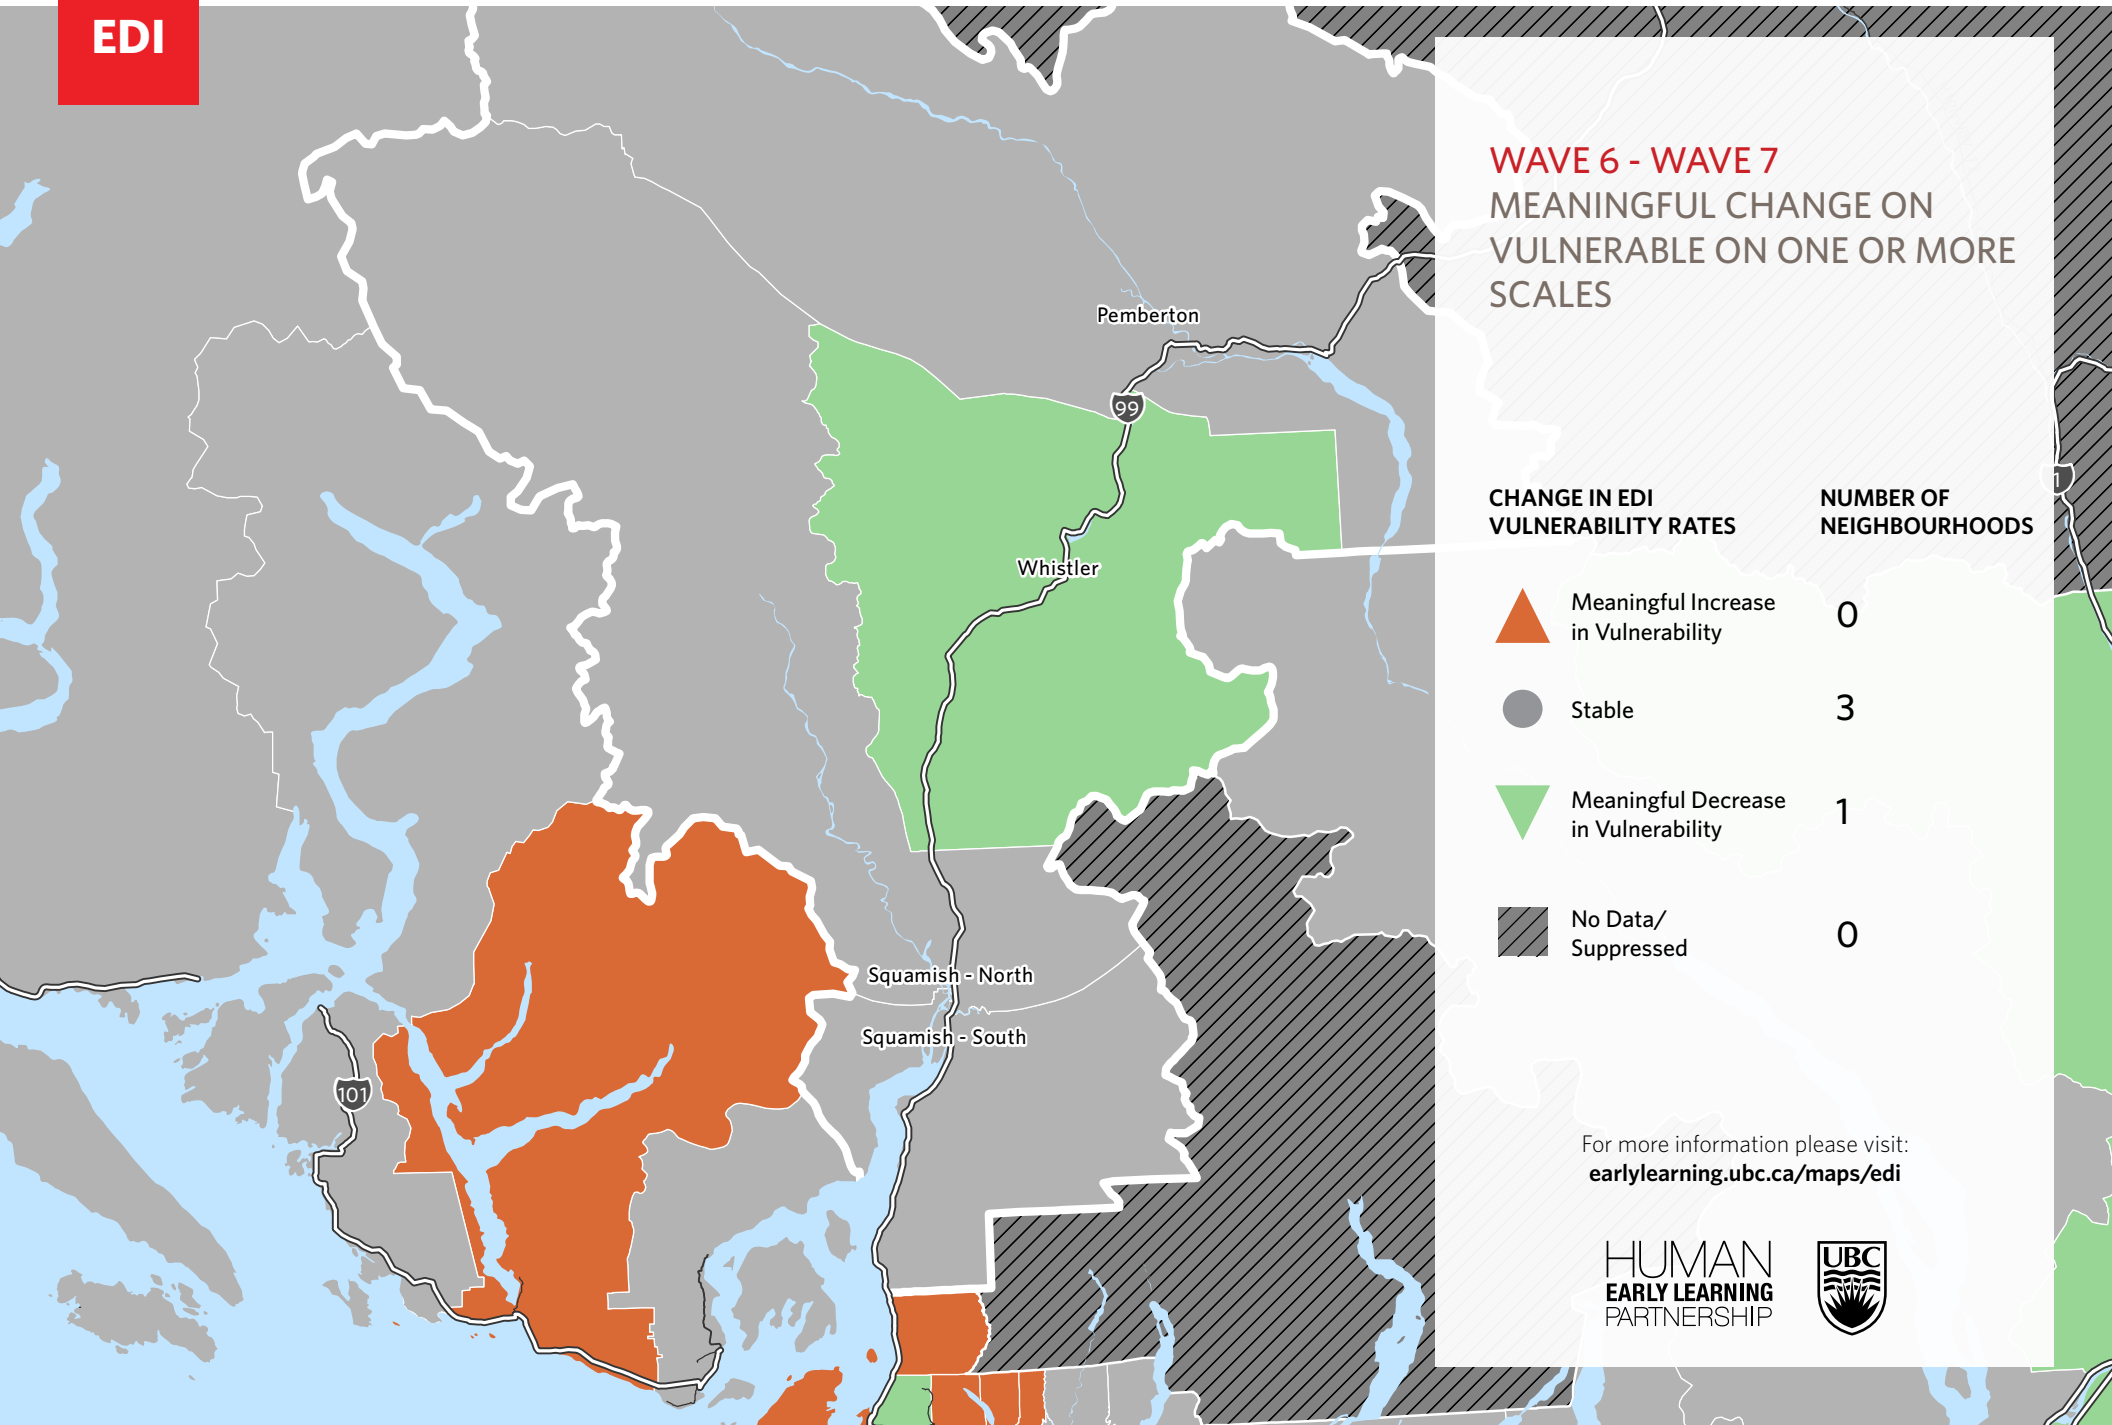 EDI
WAVE 6 - WAVE 7
MEANINGFUL CHANGE ON
VULNERABLE ON ONE OR MORE
SCALES
Pemberton
99
Whistler
Squamish - North
Squamish - South
101
1
CHANGE IN EDI
VULNERABILITY RATES
NUMBER OF
NEIGHBOURHOODS
Meaningful Increase
in Vulnerability
0
Stable
3
Meaningful Decrease
in Vulnerability
1
No Data/
Suppressed
0
For more information please visit:
earlylearning.ubc.ca/maps/edi
HUMAN
EARLY LEARNING
PARTNERSHIP
UBC